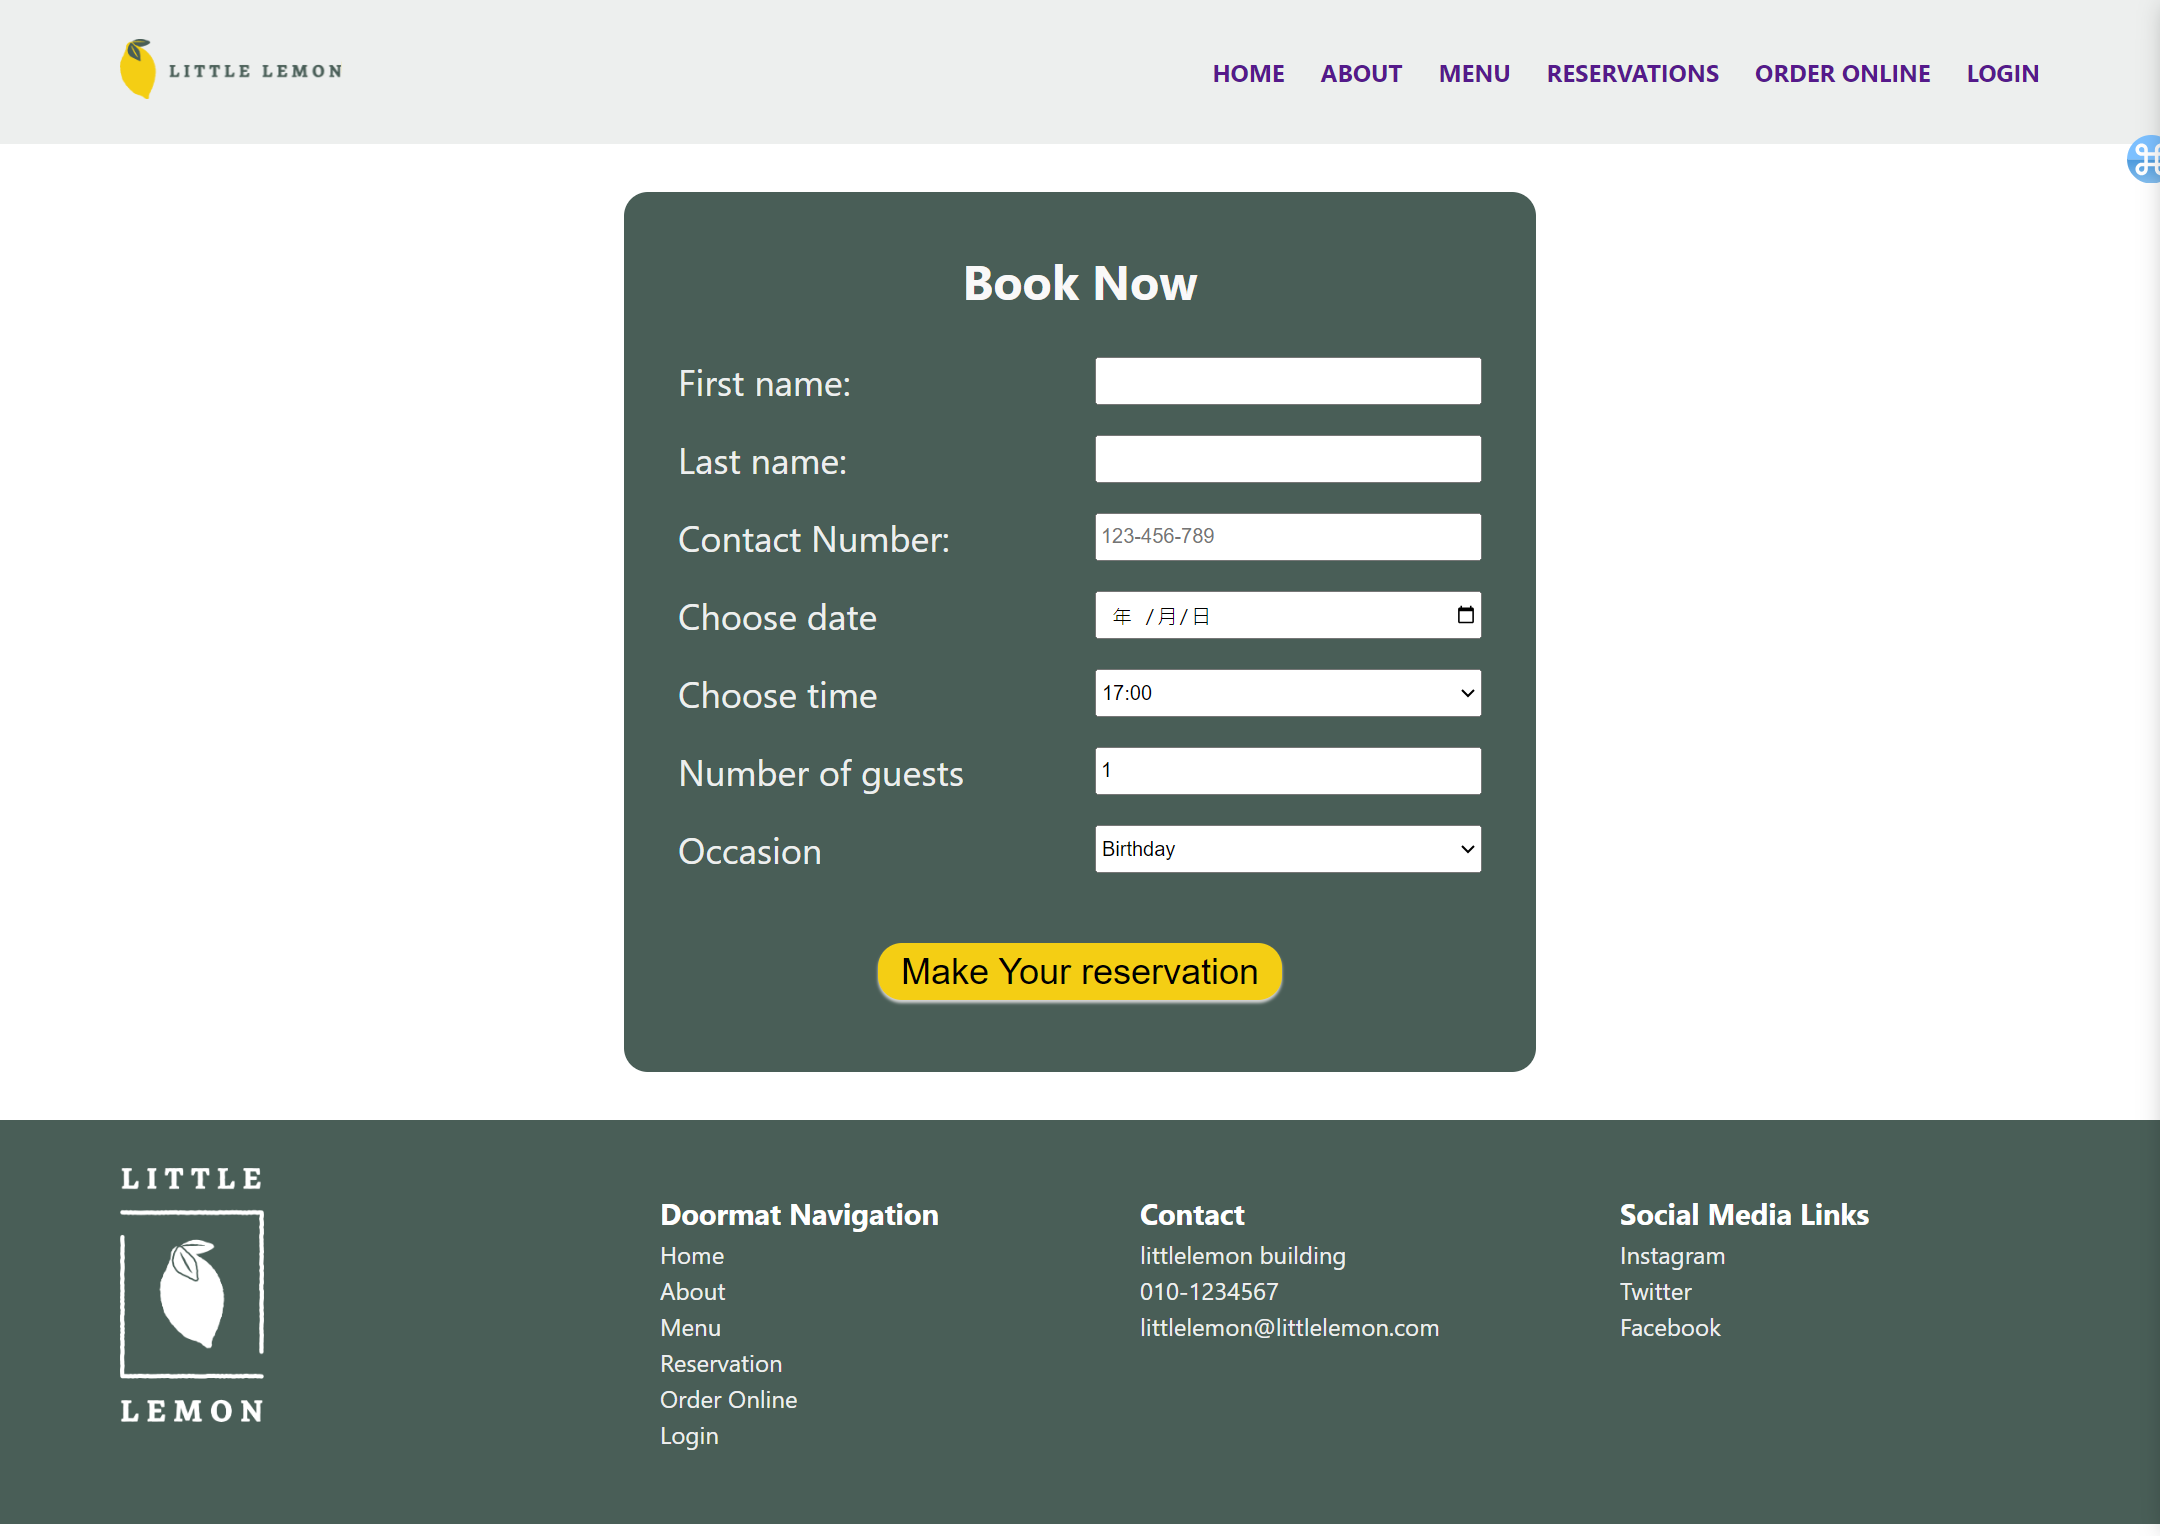 LITTLE LEMON
HOME ABOUT MENU RESERVATIONS ORDER ONLINE LOGIN
Book Now
First name:
Last name:
Contact Number: 123-456-789
Choose date 年 /月/日
Choose time 17:00
Number of guests 1
Occasion Birthday
Make Your reservation
LITTLE
LEMON
Doormat Navigation
Home
About
Menu
Reservation
Order Online
Login
Contact
littlelemon building
010-1234567
littlelemon@littlelemon.com
Social Media Links
Instagram
Twitter
Facebook